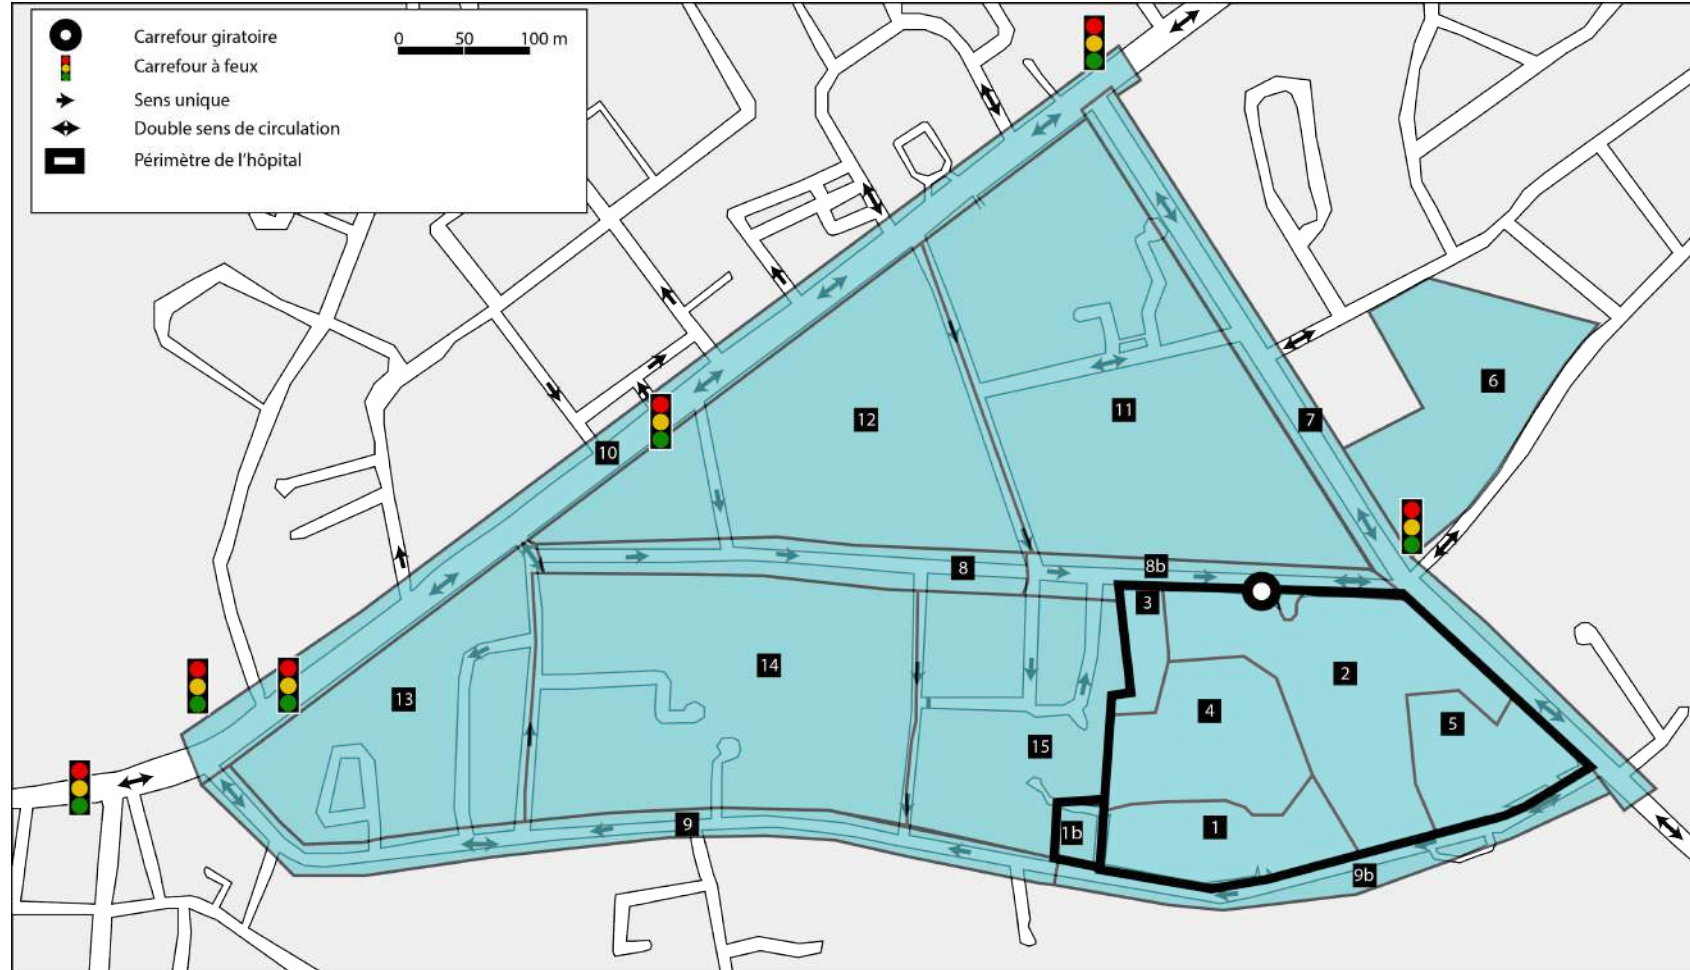 Carrefour giratoire
0 50 100 m
Carrefour à feux
Sens unique
Double sens de circulation
Périmètre de l'hôpital
6
12
11
7
10
8
8b
3
14
2
13
4
5
15
9
1b
1
9b